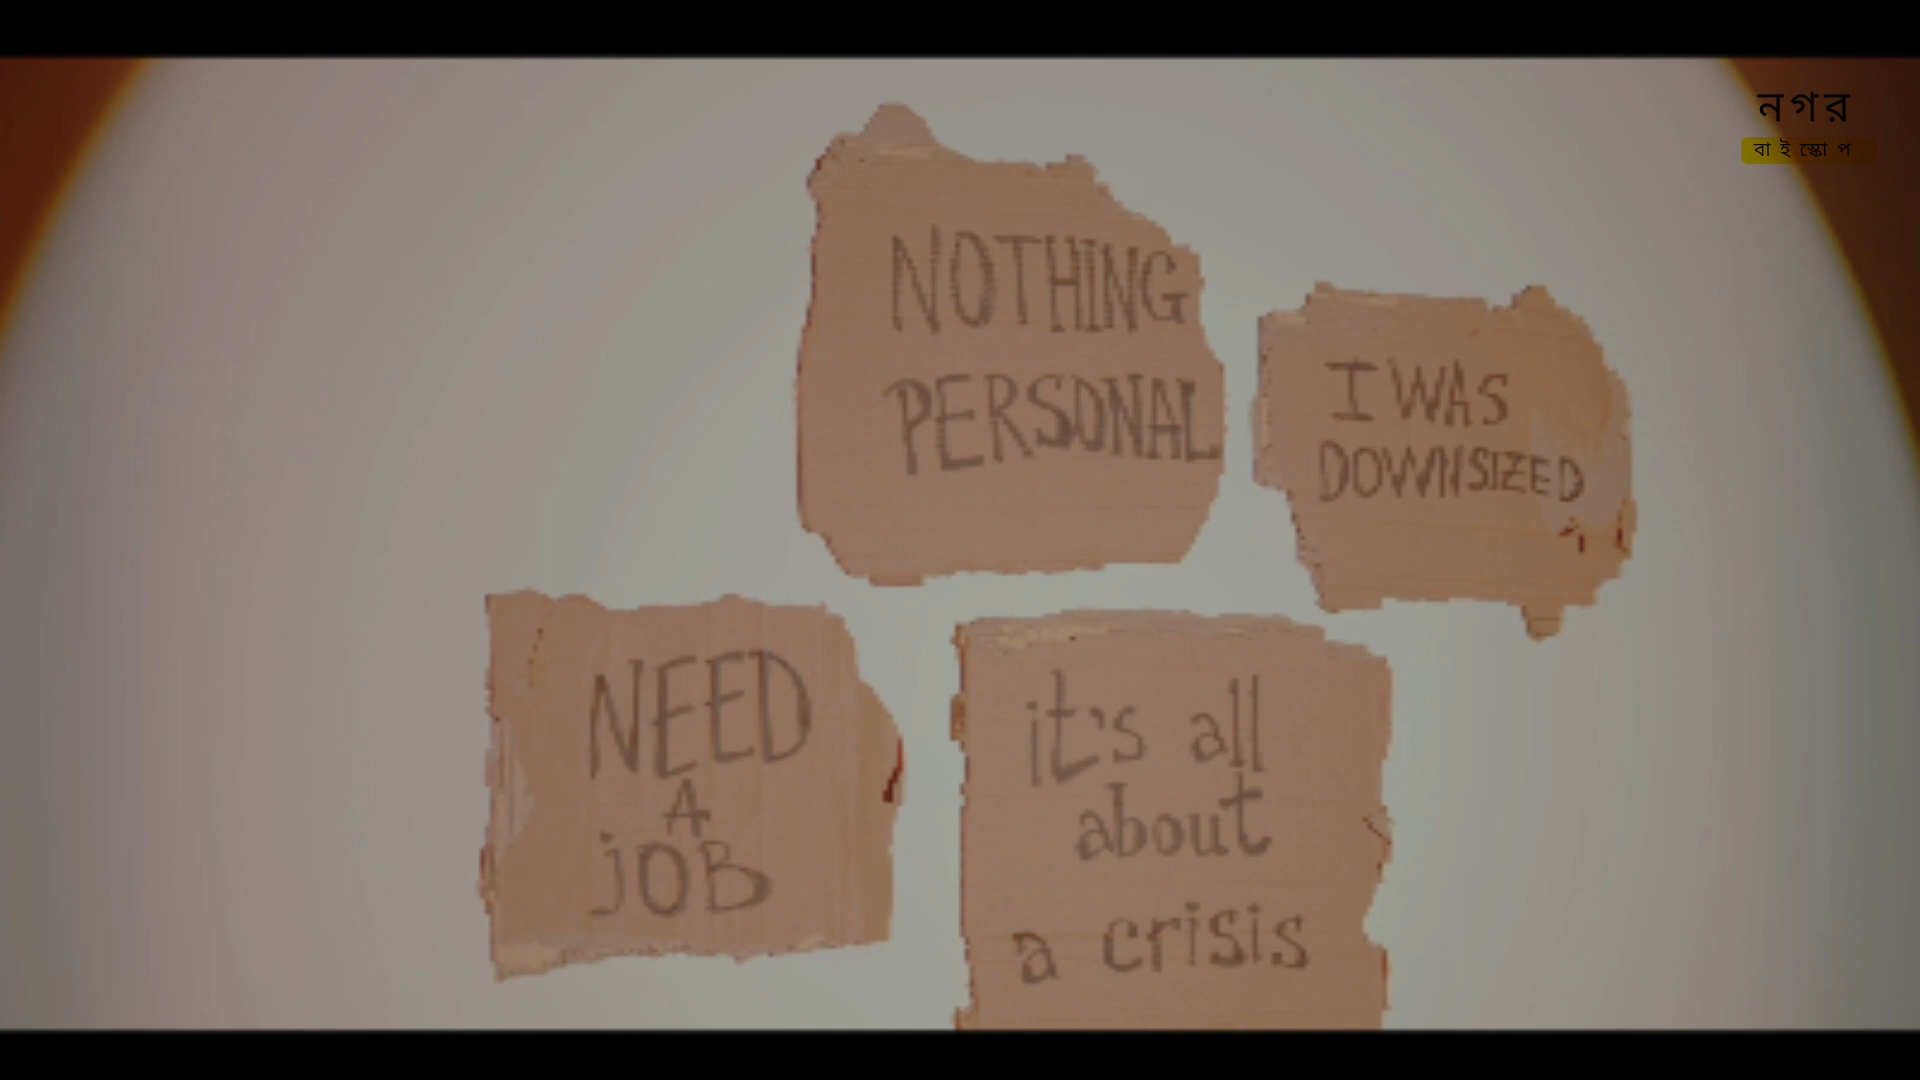 নগর
বাইস্কোপ
NOTHING
PERSONAL
I WAS
DOWNSIZED
NEED
A
jOB
it's all
about
a crisis